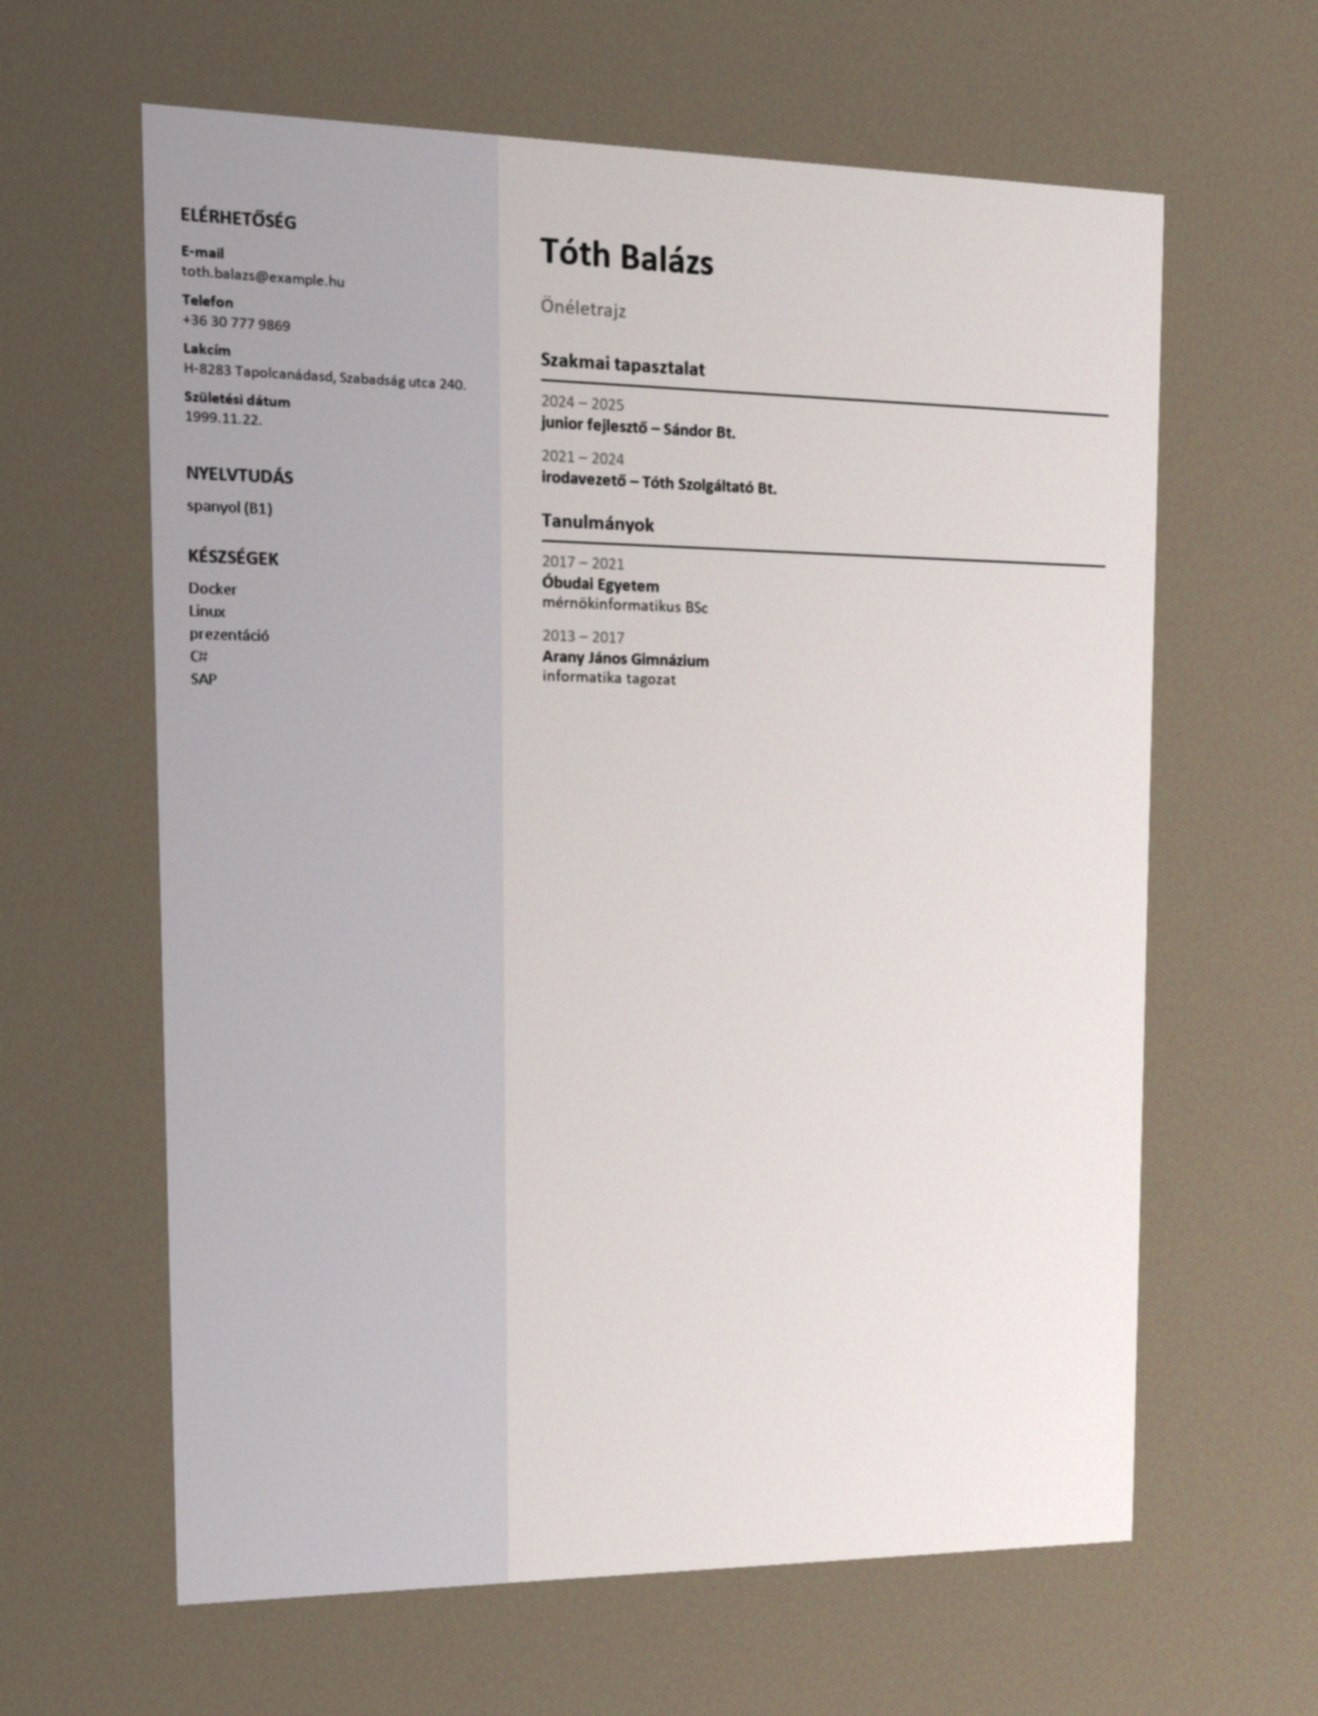 ELÉRHETŐSÉG
E-mail
toth.balazs@example.hu
Telefon
+36 30 777 9869
Lakcím
H-8283 Tapolcanádasd, Szabadság utca 240.
Születési dátum
1999.11.22.
NYELVTUDÁS
spanyol (B1)
KÉSZSÉGEK
Docker
Linux
prezentáció
C#
SAP
Tóth Balázs
Önéletrajz
Szakmai tapasztalat
2024 – 2025
junior fejlesztő – Sándor Bt.
2021 – 2024
irodavezető – Tóth Szolgáltató Bt.
Tanulmányok
2017 – 2021
Óbudai Egyetem
mérnökinformatikus BSc
2013 – 2017
Arany János Gimnázium
informatika tagozat